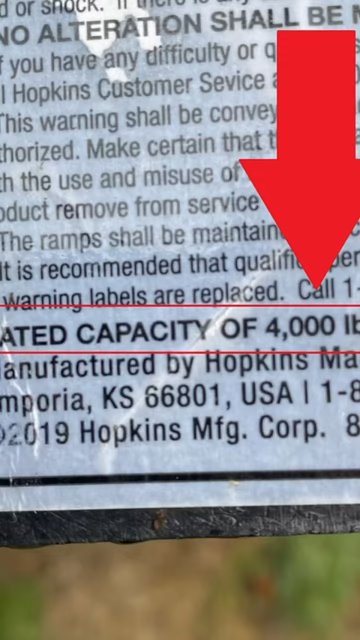 d or shock. If there is any
NO ALTERATION SHALL BE
f you have any difficulty or q
l Hopkins Customer Sevice
This warning shall be convey
thorized. Make certain that t
th the use and misuse of
oduct remove from service
The ramps shall be maintain
It is recommended that qualifie per
warning labels are replaced. Call 1-
ATED CAPACITY OF 4,000 lb
anufactured by Hopkins Ma
mporia, KS 66801, USA | 1-8
©2019 Hopkins Mfg. Corp. 8